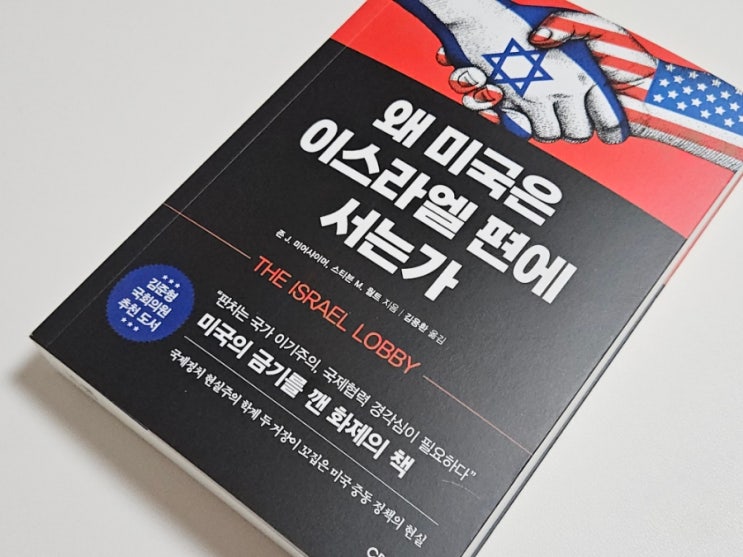 왜 미국은
이스라엘 편에
서는가
존 J. 미어샤이머, 스티븐 M. 월트 지음 / 김용환 옮김
THE ISRAEL LOBBY
★★★
김준형
국회의원
추천 도서
★★★
"판치는 국가 이기주의, 국제협력 경각심이 필요하다"
미국의 금기를 깬 화제의 책
국제정치 현실주의 학계 두 거장이 꼬집은 미국 중동 정책의 현실